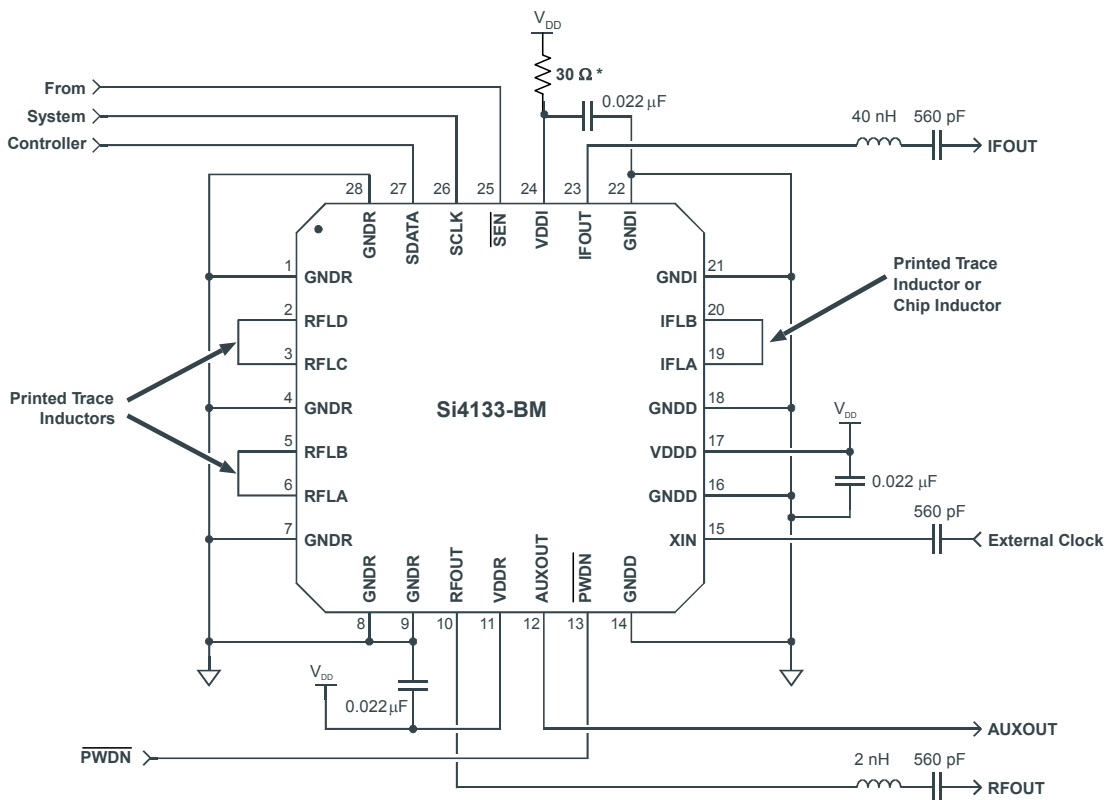 V_DD
30 Ω *
0.022 μF
From
System
Controller
40 nH
560 pF
IFOUT
28
27
26
25
24
23
22
GNDR
SDATA
SCLK
SEN
VDDI
IFOUT
GNDI
1
GNDR
2
RFLD
3
RFLC
4
GNDR
5
RFLB
6
RFLA
7
GNDR
Printed Trace
Inductors
Si4133-BM
GNDI
21
IFLB
20
IFLA
19
GNDD
18
VDDD
17
GNDD
16
XIN
15
Printed Trace
Inductor or
Chip Inductor
V_DD
0.022 μF
560 pF
External Clock
GNDR
GNDR
RFOUT
VDDR
AUXOUT
PWDN
GNDD
8
9
10
11
12
13
14
V_DD
0.022 μF
AUXOUT
PWDN
2 nH
560 pF
RFOUT